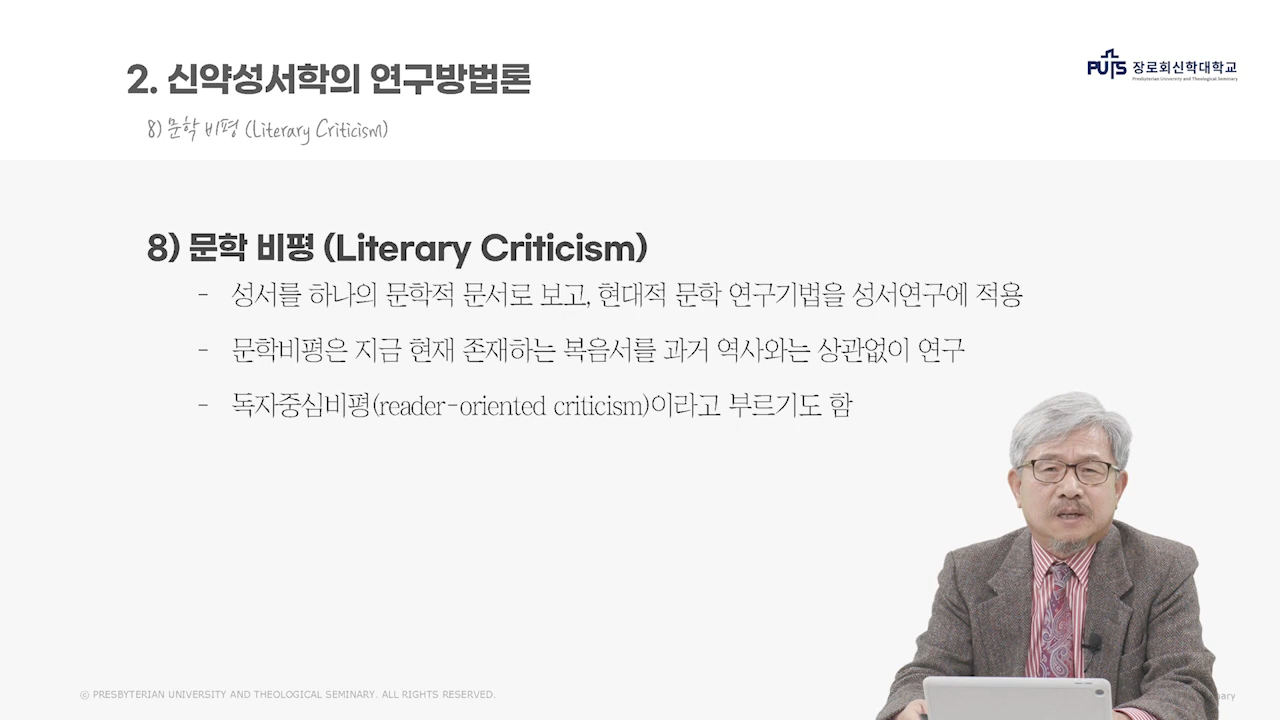 2. 신약성서학의 연구방법론
8) 문학 비평 (Literary Criticism)
PUTS 장로회신학대학교
Presbyterian University and Theological Seminary
8) 문학 비평 (Literary Criticism)
- 성서를 하나의 문학적 문서로 보고, 현대적 문학 연구기법을 성서연구에 적용
- 문학비평은 지금 현재 존재하는 복음서를 과거 역사와는 상관없이 연구
- 독자중심비평(reader-oriented criticism)이라고 부르기도 함
© PRESBYTERIAN UNIVERSITY AND THEOLOGICAL SEMINARY. ALL RIGHTS RESERVED.